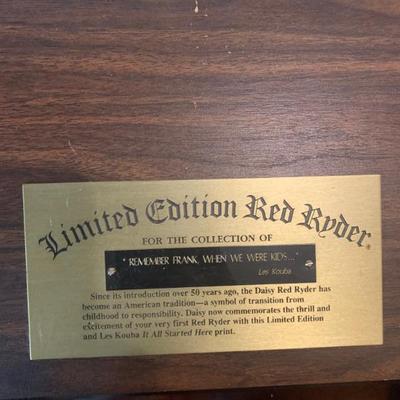 Limited Edition Red Ryder®
FOR THE COLLECTION OF
"REMEMBER FRANK, WHEN WE WERE KIDS..."
Les Kouba
Since its introduction over 50 years ago, the Daisy Red Ryder has
become an American tradition—a symbol of transition from
childhood to responsibility. Daisy now commemorates the thrill and
excitement of your very first Red Ryder with this Limited Edition
and Les Kouba It All Started Here print.